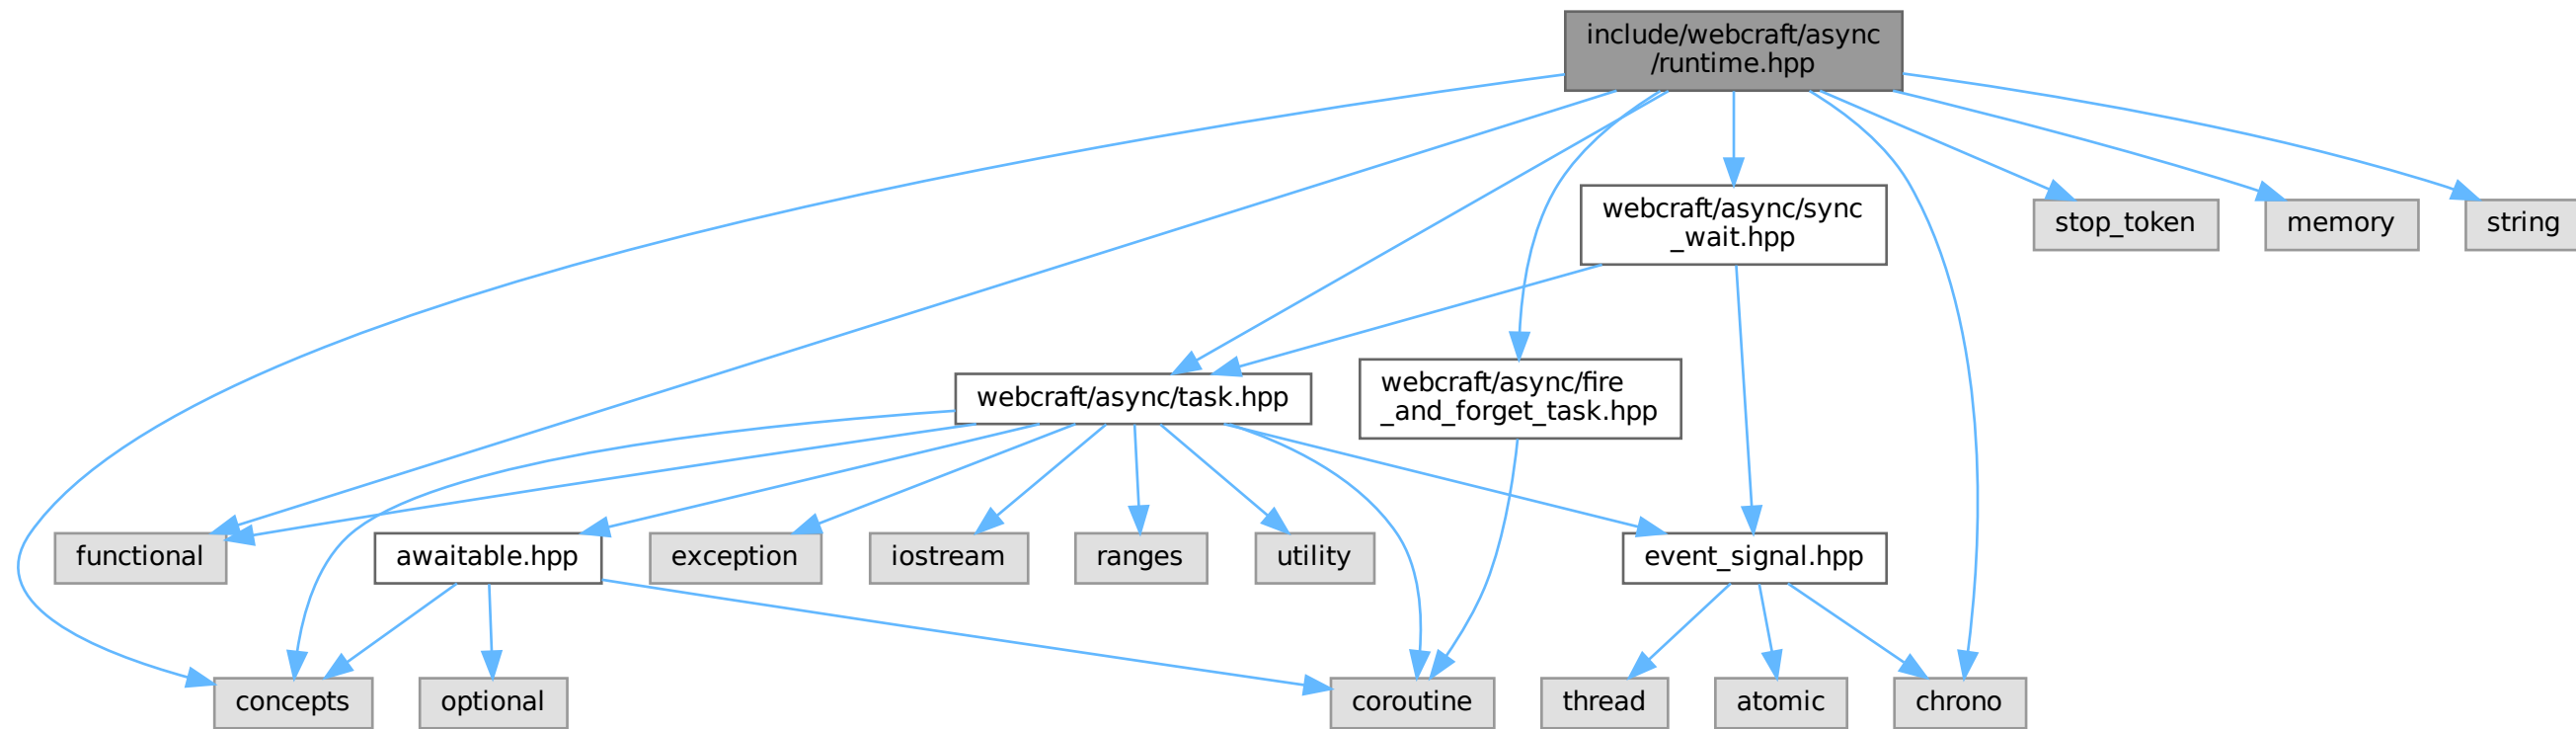 include/webcraft/async
/runtime.hpp
webcraft/async/sync
_wait.hpp
stop_token
memory
string
webcraft/async/task.hpp
webcraft/async/fire
_and_forget_task.hpp
functional
awaitable.hpp
exception
iostream
ranges
utility
event_signal.hpp
concepts
optional
coroutine
thread
atomic
chrono